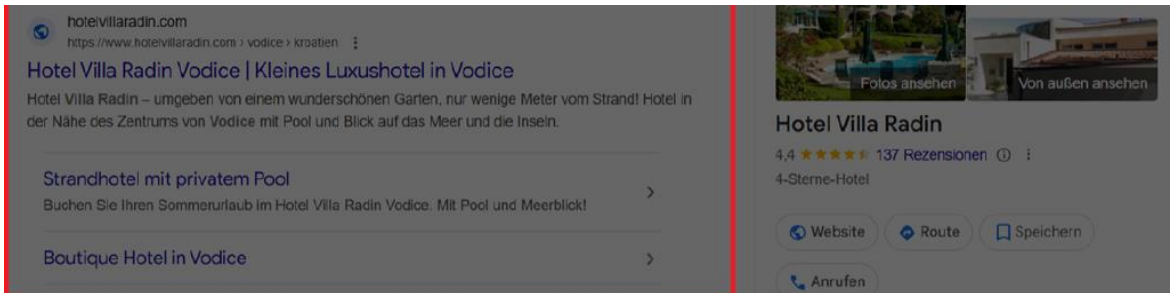 hotelvillaradin.com
https://www.hotelvillaradin.com › vodice › kroatien
Hotel Villa Radin Vodice | Kleines Luxushotel in Vodice
Hotel Villa Radin – umgeben von einem wunderschönen Garten, nur wenige Meter vom Strand! Hotel in
der Nähe des Zentrums von Vodice mit Pool und Blick auf das Meer und die Inseln.
Strandhotel mit privatem Pool
Buchen Sie Ihren Sommerurlaub im Hotel Villa Radin Vodice. Mit Pool und Meerblick!
Boutique Hotel in Vodice
Fotos ansehen
Von außen ansehen
Hotel Villa Radin
4,4 137 Rezensionen
4-Sterne-Hotel
Website
Route
Speichern
Anrufen